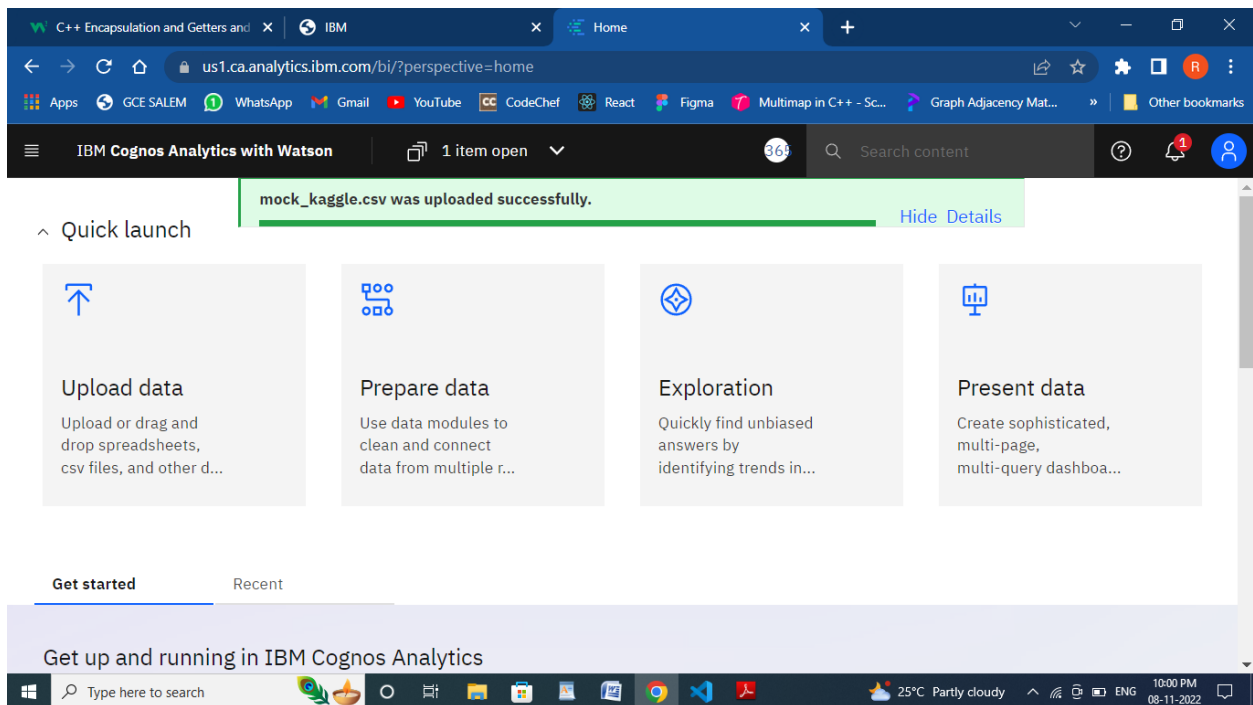 C++ Encapsulation and Getters and
IBM
Home
us1.ca.analytics.ibm.com/bi/?perspective=home
R
Apps
GCE SALEM
1
WhatsApp
Gmail
YouTube
CC
CodeChef
React
Figma
Multimap in C++ - Sc...
Graph Adjacency Mat...
»
Other bookmarks
IBM Cognos Analytics with Watson
1 item open
365
Search content
1
mock_kaggle.csv was uploaded successfully.
Hide Details
Quick launch
Upload data
Upload or drag and
drop spreadsheets,
csv files, and other d...
Prepare data
Use data modules to
clean and connect
data from multiple r...
Exploration
Quickly find unbiased
answers by
identifying trends in...
Present data
Create sophisticated,
multi-page,
multi-query dashboa...
Get started
Recent
Get up and running in IBM Cognos Analytics
Type here to search
25°C Partly cloudy
ENG
10:00 PM
08-11-2022